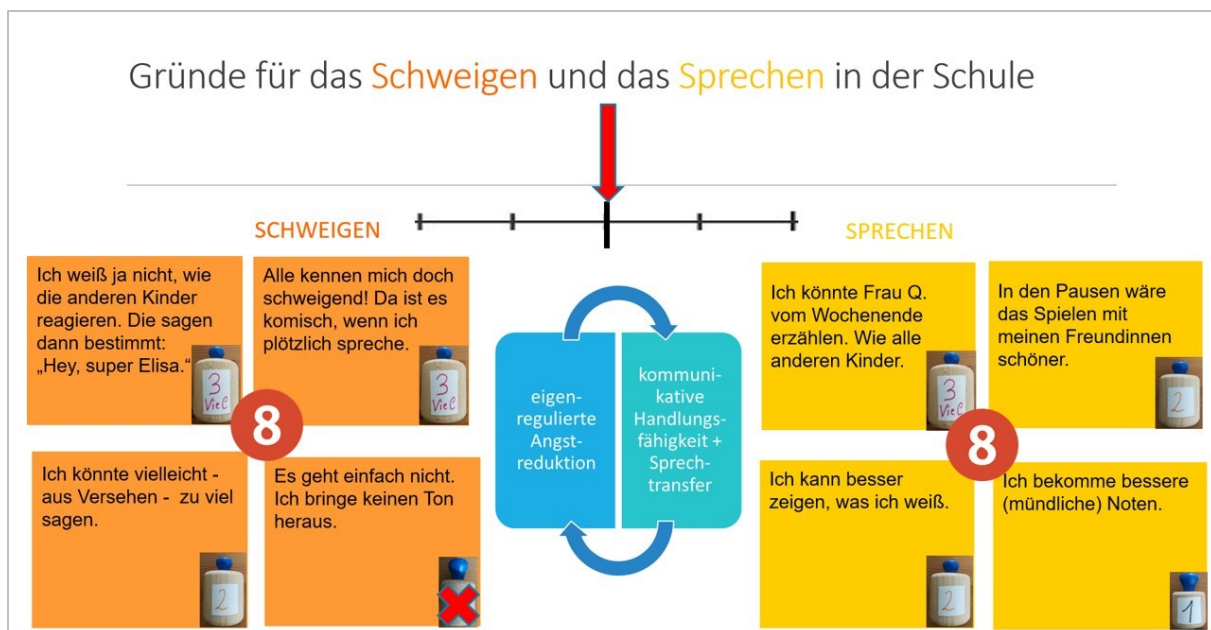 Gründe für das Schweigen und das Sprechen in der Schule
SCHWEIGEN
SPRECHEN
Ich weiß ja nicht, wie
die anderen Kinder
reagieren. Die sagen
dann bestimmt:
„Hey, super Elisa.“
3
viel
Alle kennen mich doch
schweigend! Da ist es
komisch, wenn ich
plötzlich spreche.
3
viel
8
Ich könnte vielleicht -
aus Versehen - zu viel
sagen.
2
Es geht einfach nicht.
Ich bringe keinen Ton
heraus.
eigen-
regulierte
Angst-
reduktion
kommuni-
kative
Handlungs-
fähigkeit +
Sprech-
transfer
Ich könnte Frau Q.
vom Wochenende
erzählen. Wie alle
anderen Kinder.
3
viel
In den Pausen wäre
das Spielen mit
meinen Freundinnen
schöner.
2
8
Ich kann besser
zeigen, was ich weiß.
2
Ich bekomme bessere
(mündliche) Noten.
1